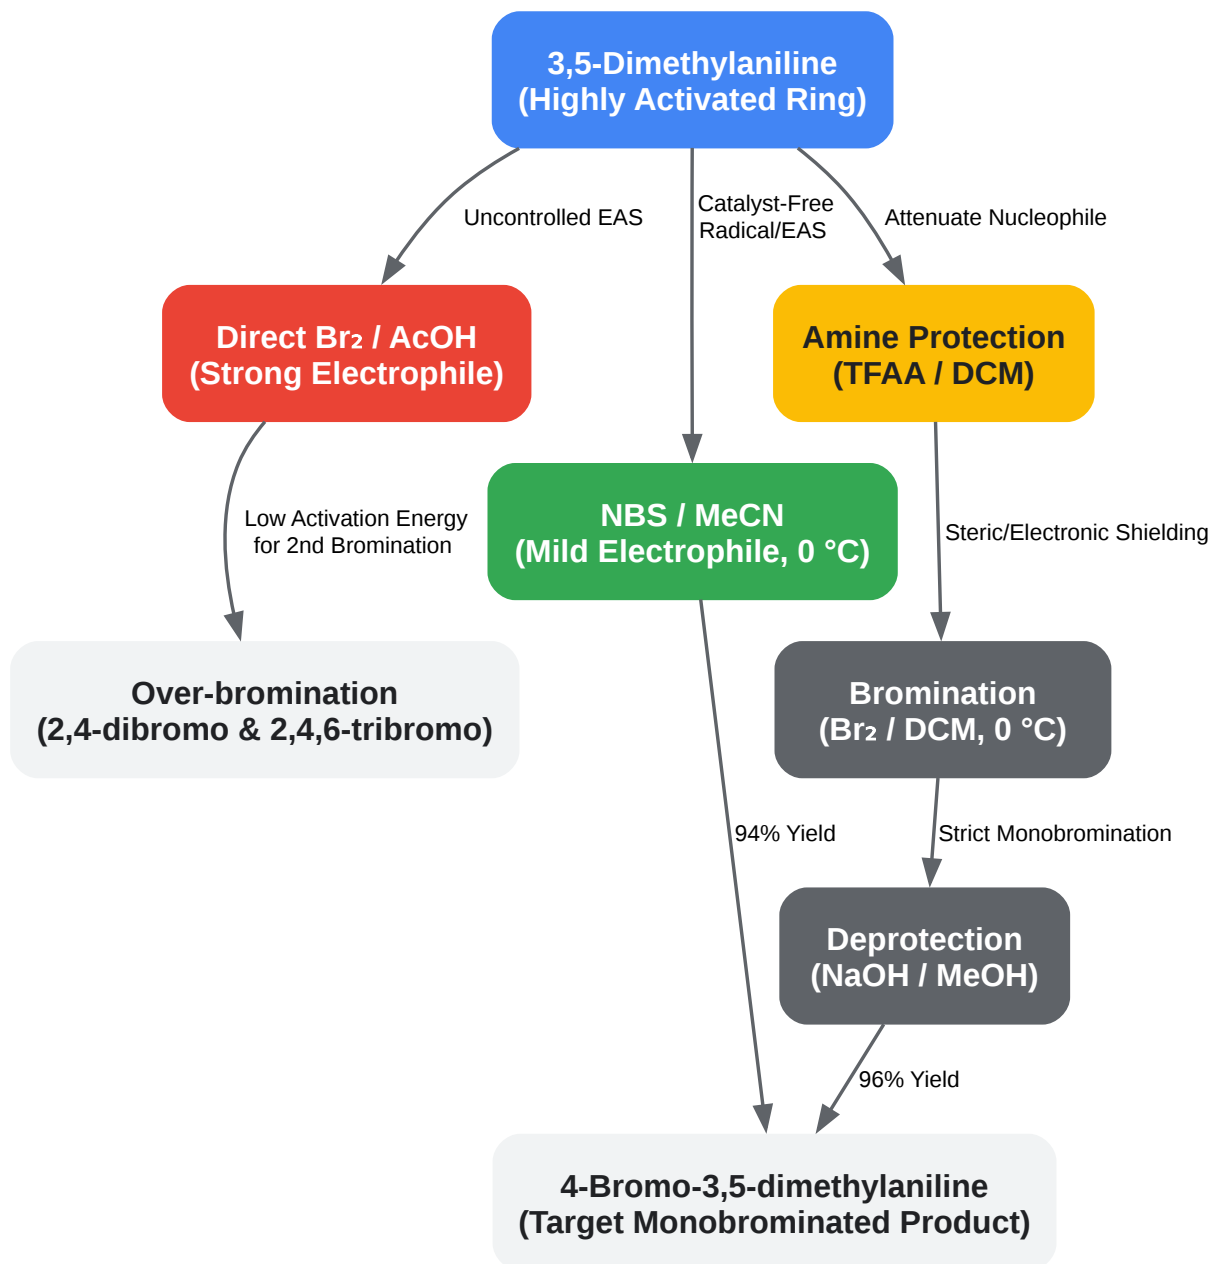 3,5-Dimethylaniline
(Highly Activated Ring)
Uncontrolled EAS
Catalyst-Free
Radical/EAS
Attenuate Nucleophile
Direct Br₂ / AcOH
(Strong Electrophile)
Amine Protection
(TFAA / DCM)
Low Activation Energy
for 2nd Bromination
NBS / MeCN
(Mild Electrophile, 0 °C)
Steric/Electronic Shielding
Over-bromination
(2,4-dibromo & 2,4,6-tribromo)
Bromination
(Br₂ / DCM, 0 °C)
94% Yield
Strict Monobromination
Deprotection
(NaOH / MeOH)
96% Yield
4-Bromo-3,5-dimethylaniline
(Target Monobrominated Product)